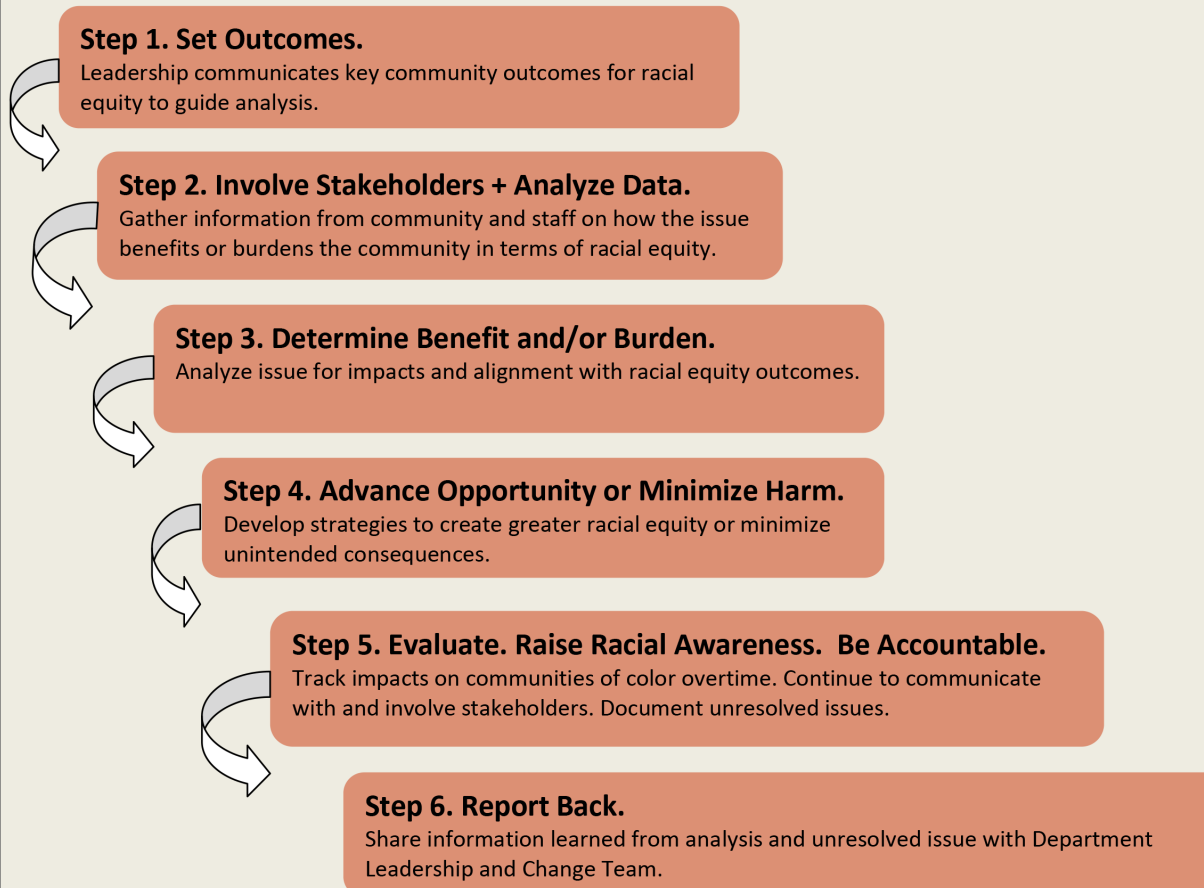 Step 1. Set Outcomes.
Leadership communicates key community outcomes for racial
equity to guide analysis.
Step 2. Involve Stakeholders + Analyze Data.
Gather information from community and staff on how the issue
benefits or burdens the community in terms of racial equity.
Step 3. Determine Benefit and/or Burden.
Analyze issue for impacts and alignment with racial equity outcomes.
Step 4. Advance Opportunity or Minimize Harm.
Develop strategies to create greater racial equity or minimize
unintended consequences.
Step 5. Evaluate. Raise Racial Awareness.  Be Accountable.
Track impacts on communities of color overtime. Continue to communicate
with and involve stakeholders. Document unresolved issues.
Step 6. Report Back.
Share information learned from analysis and unresolved issue with Department
Leadership and Change Team.